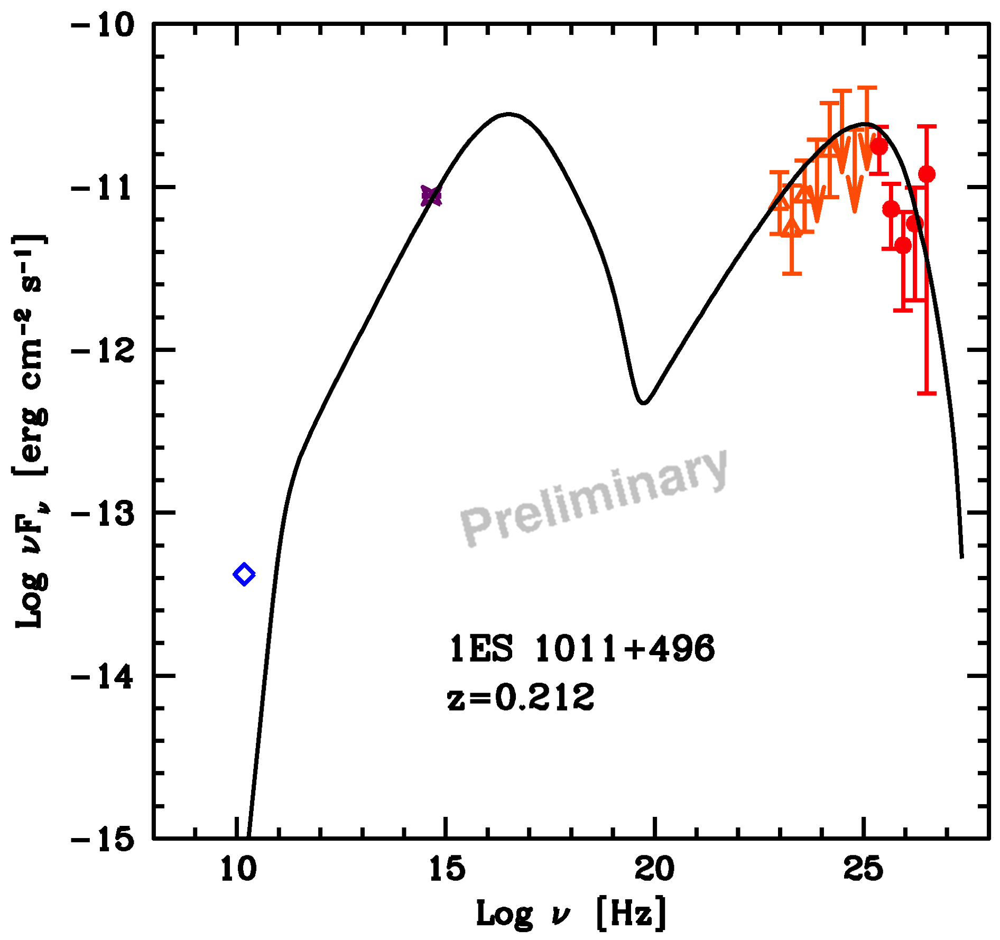 -10
-11
-12
-13
-14
-15
Log νFν [erg cm−2 s−1]
Preliminary
1ES 1011+496
z=0.212
10 15 20 25
Log ν [Hz]